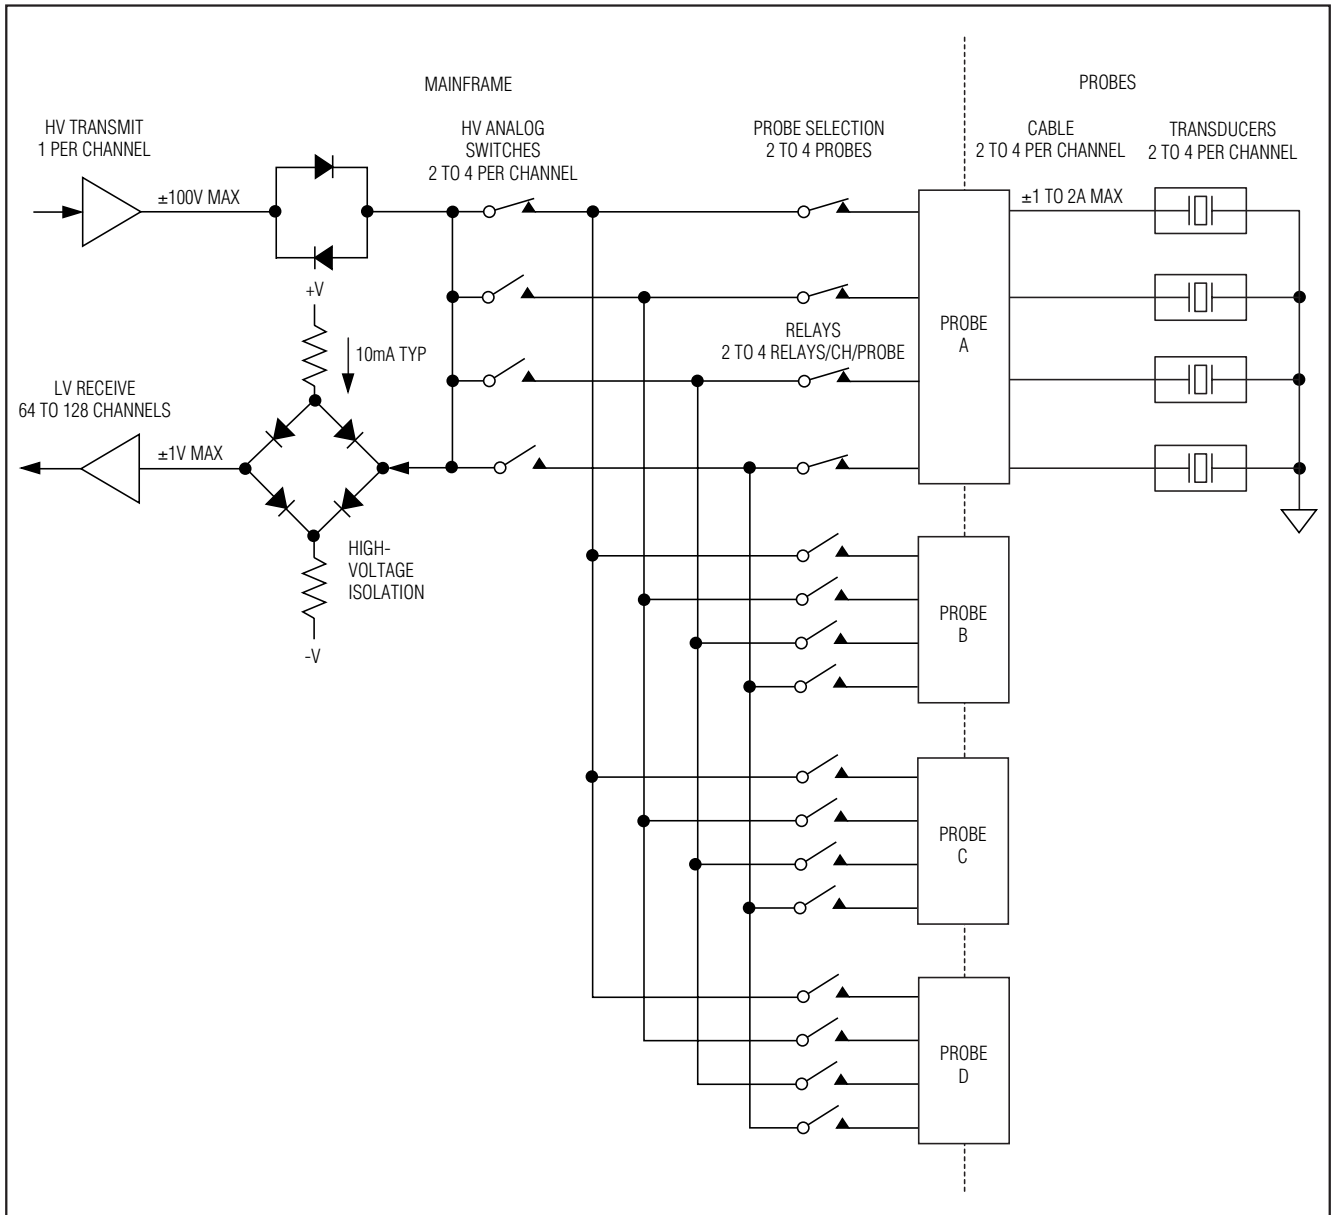 MAINFRAME
PROBES
HV TRANSMIT
1 PER CHANNEL
HV ANALOG
SWITCHES
2 TO 4 PER CHANNEL
PROBE SELECTION
2 TO 4 PROBES
CABLE
2 TO 4 PER CHANNEL
TRANSDUCERS
2 TO 4 PER CHANNEL
±100V MAX
±1 TO 2A MAX
+V
10mA TYP
RELAYS
2 TO 4 RELAYS/CH/PROBE
PROBE
A
LV RECEIVE
64 TO 128 CHANNELS
±1V MAX
HIGH-
VOLTAGE
ISOLATION
-V
PROBE
B
PROBE
C
PROBE
D